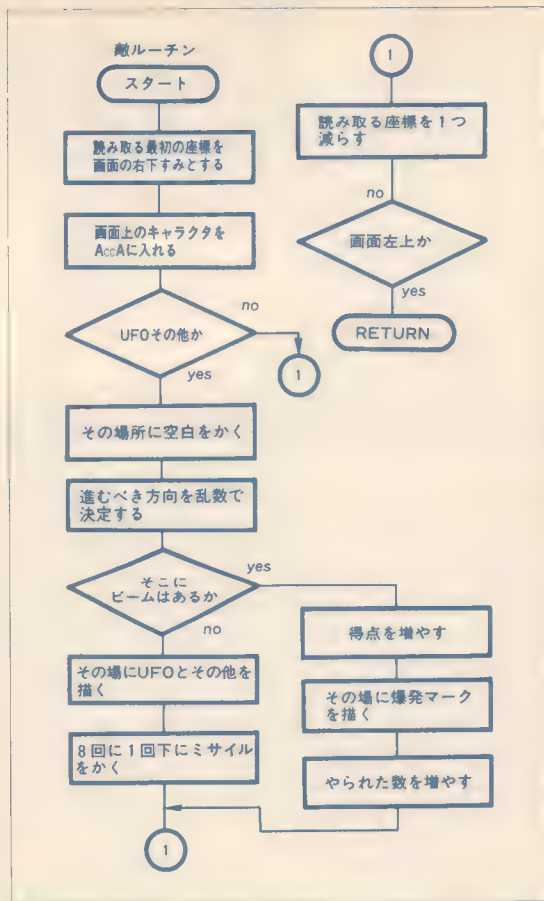 敵ルーチン
スタート
読み取る最初の座標を
画面の右下すみとする
画面上のキャラクタを
AccAに入れる
UFOその他か
no
yes
1
その場所に空白をかく
進むべき方向を乱数で
決定する
そこに
ビームはあるか
yes
no
その場にUFOとその他を
描く
8回に1回下にミサイル
をかく
1
得点を増やす
その場に爆発マーク
を描く
やられた数を増やす
1
読み取る座標を1つ
減らす
no
画面左上か
yes
RETURN